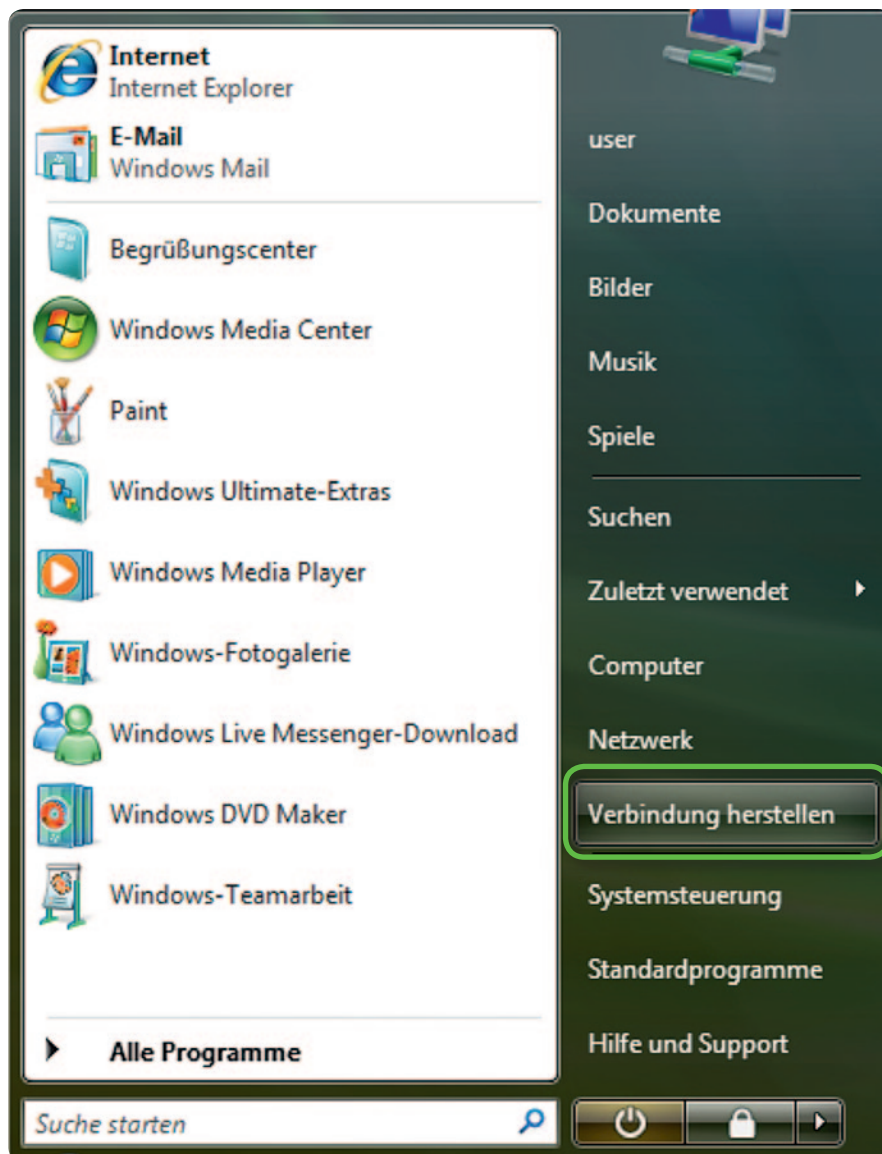 Internet
Internet Explorer
E-Mail
Windows Mail
Begrüßungscenter
Windows Media Center
Paint
Windows Ultimate-Extras
Windows Media Player
Windows-Fotogalerie
Windows Live Messenger-Download
Windows DVD Maker
Windows-Teamarbeit
Alle Programme
Suche starten
user
Dokumente
Bilder
Musik
Spiele
Suchen
Zuletzt verwendet
Computer
Netzwerk
Verbindung herstellen
Systemsteuerung
Standardprogramme
Hilfe und Support